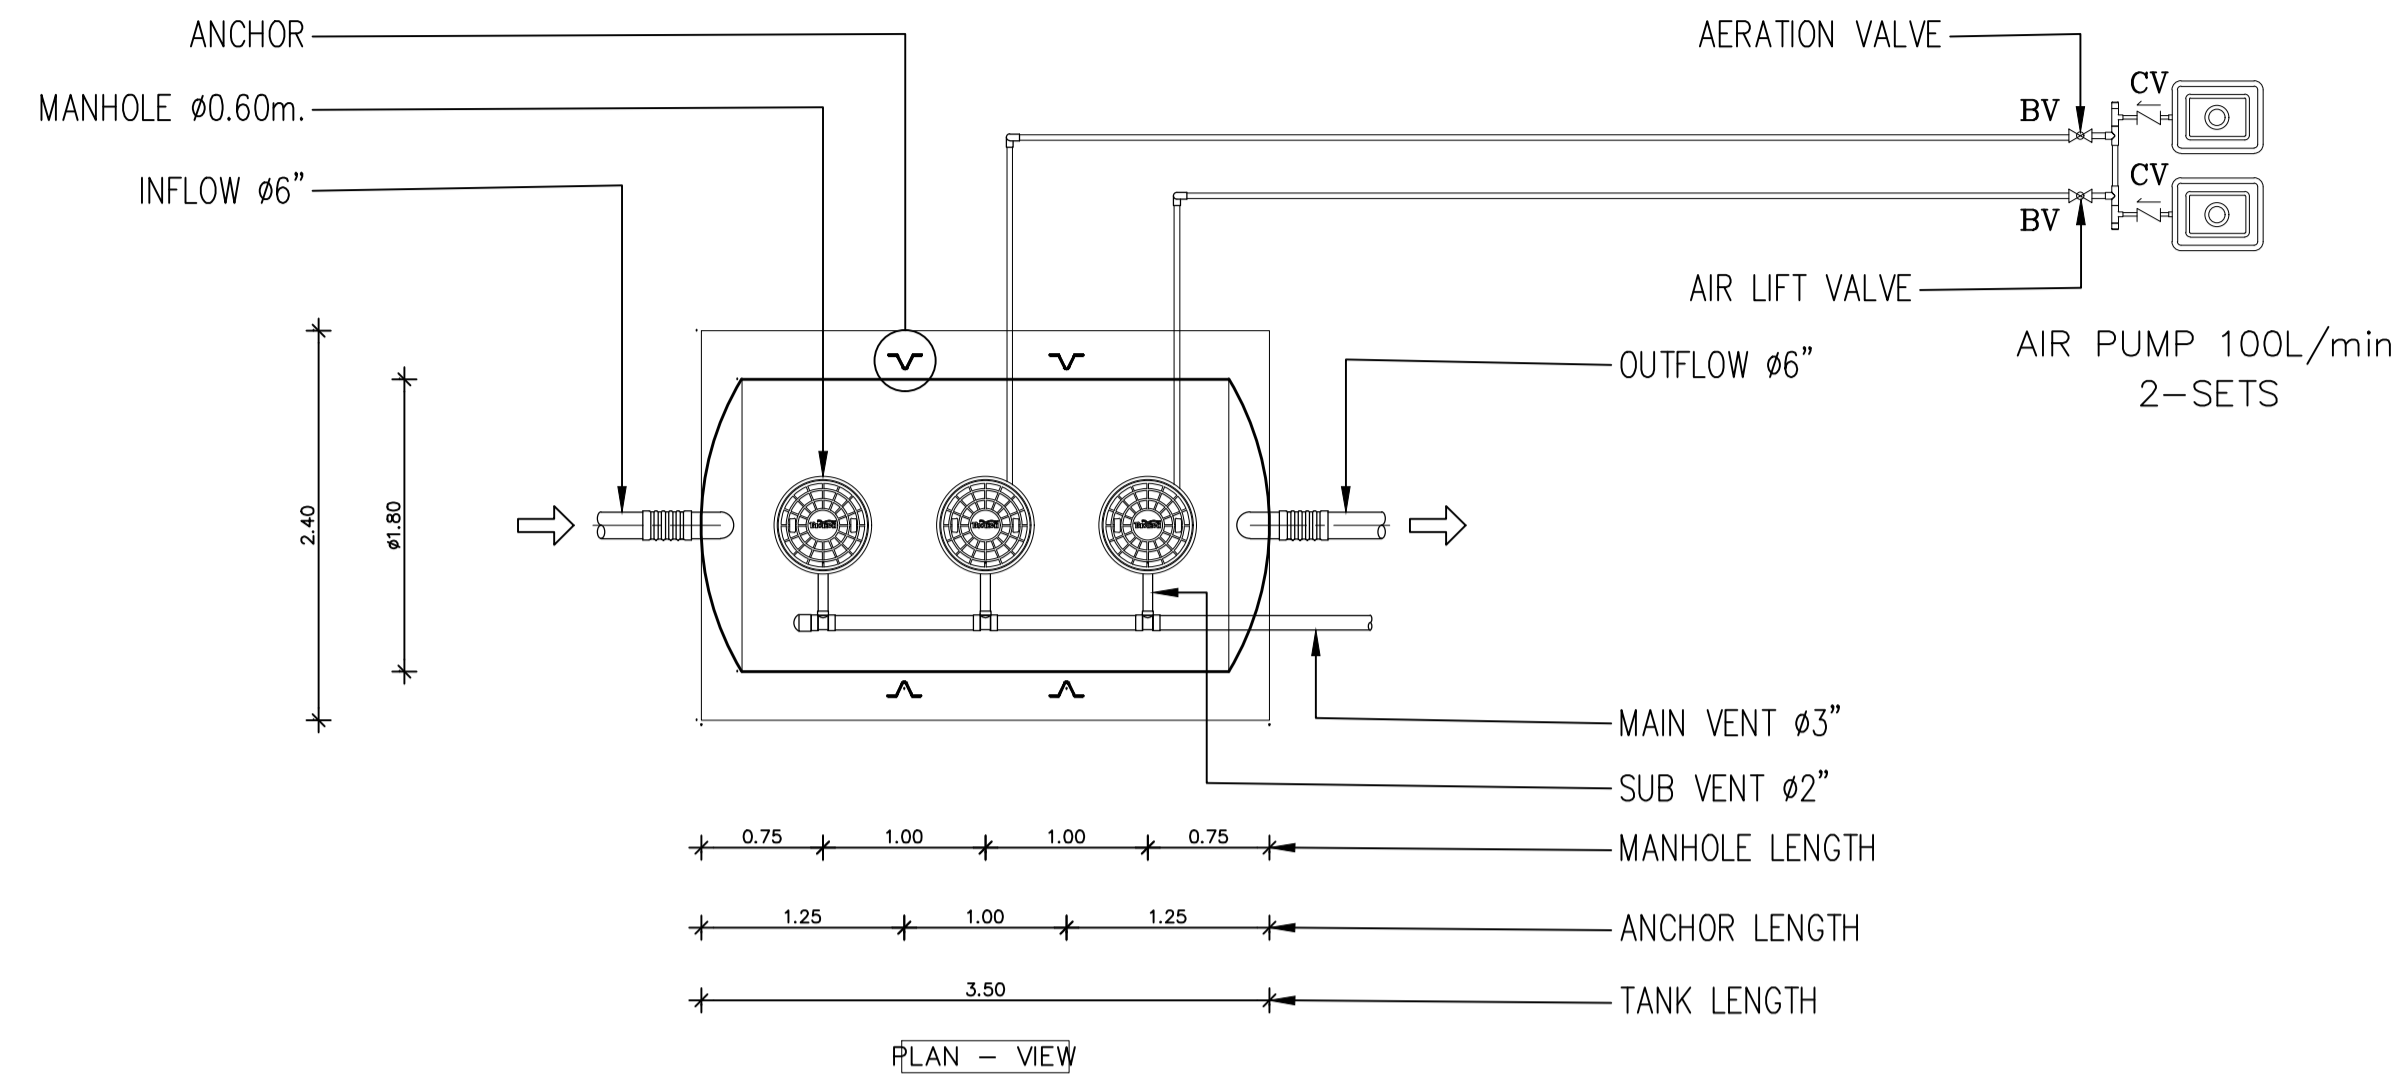 ANCHOR
AERATION VALVE
MANHOLE ø0.60m.
BV
CV
INFLOW ø6”
CV
BV
AIR LIFT VALVE
AIR PUMP 100L/min
2-SETS
OUTFLOW ø6”
2.40
ø1.80
MAIN VENT ø3”
SUB VENT ø2”
0.75 1.00 1.00 0.75
MANHOLE LENGTH
1.25 1.00 1.25
ANCHOR LENGTH
3.50
TANK LENGTH
PLAN - VIEW